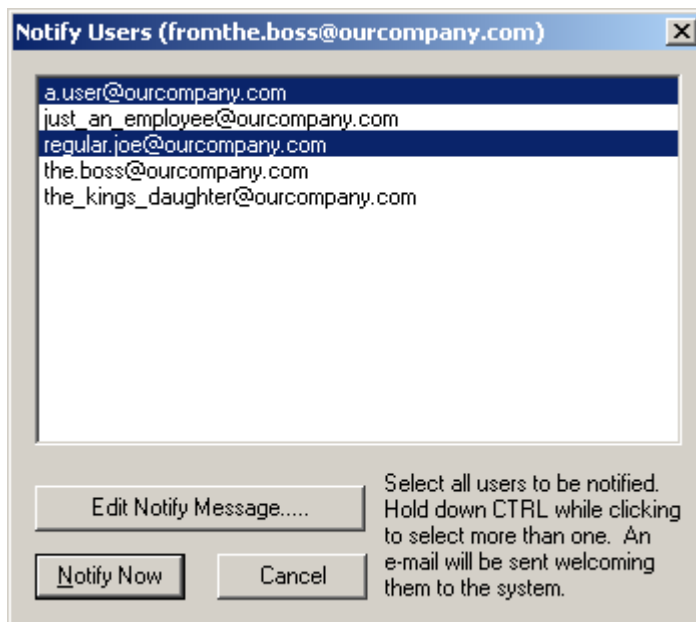 Notify Users (fromthe.boss@ourcompany.com)
a.user@ourcompany.com
just_an_employee@ourcompany.com
regular.joe@ourcompany.com
the.boss@ourcompany.com
the_kings_daughter@ourcompany.com
Edit Notify Message.....
Notify Now
Cancel
Select all users to be notified.
Hold down CTRL while clicking
to select more than one.  An
e-mail will be sent welcoming
them to the system.